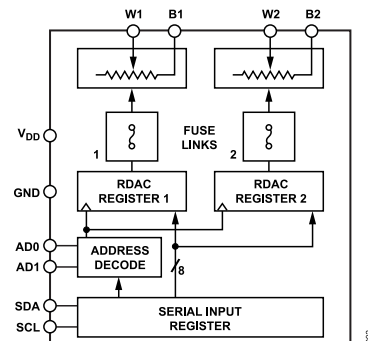 W1 B1 W2 B2
VDD
1 FUSE LINKS 2
GND
RDAC REGISTER 1
RDAC REGISTER 2
AD0
AD1
ADDRESS DECODE
8
SDA
SCL
SERIAL INPUT REGISTER